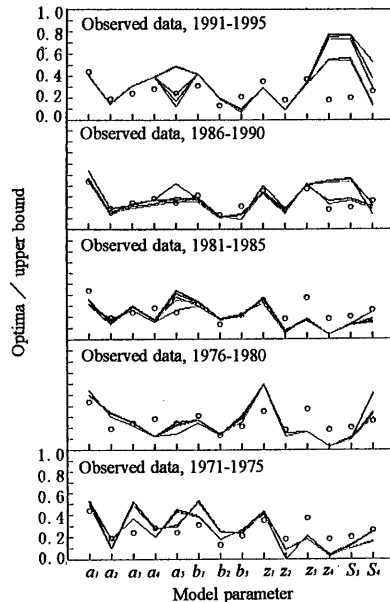 1.0
0.8
0.6
0.4
0.2
0.0
Observed data, 1991-1995
Observed data, 1986-1990
Observed data, 1981-1985
Observed data, 1976-1980
Observed data, 1971-1975
Optima / upper bound
1.0
0.8
0.6
0.4
0.2
0.0
a₁ a₂ a₃ a₄ a₅ b₁ b₂ b₃ z₁ z₂ z₃ z₄ S₃ S₄
Model parameter